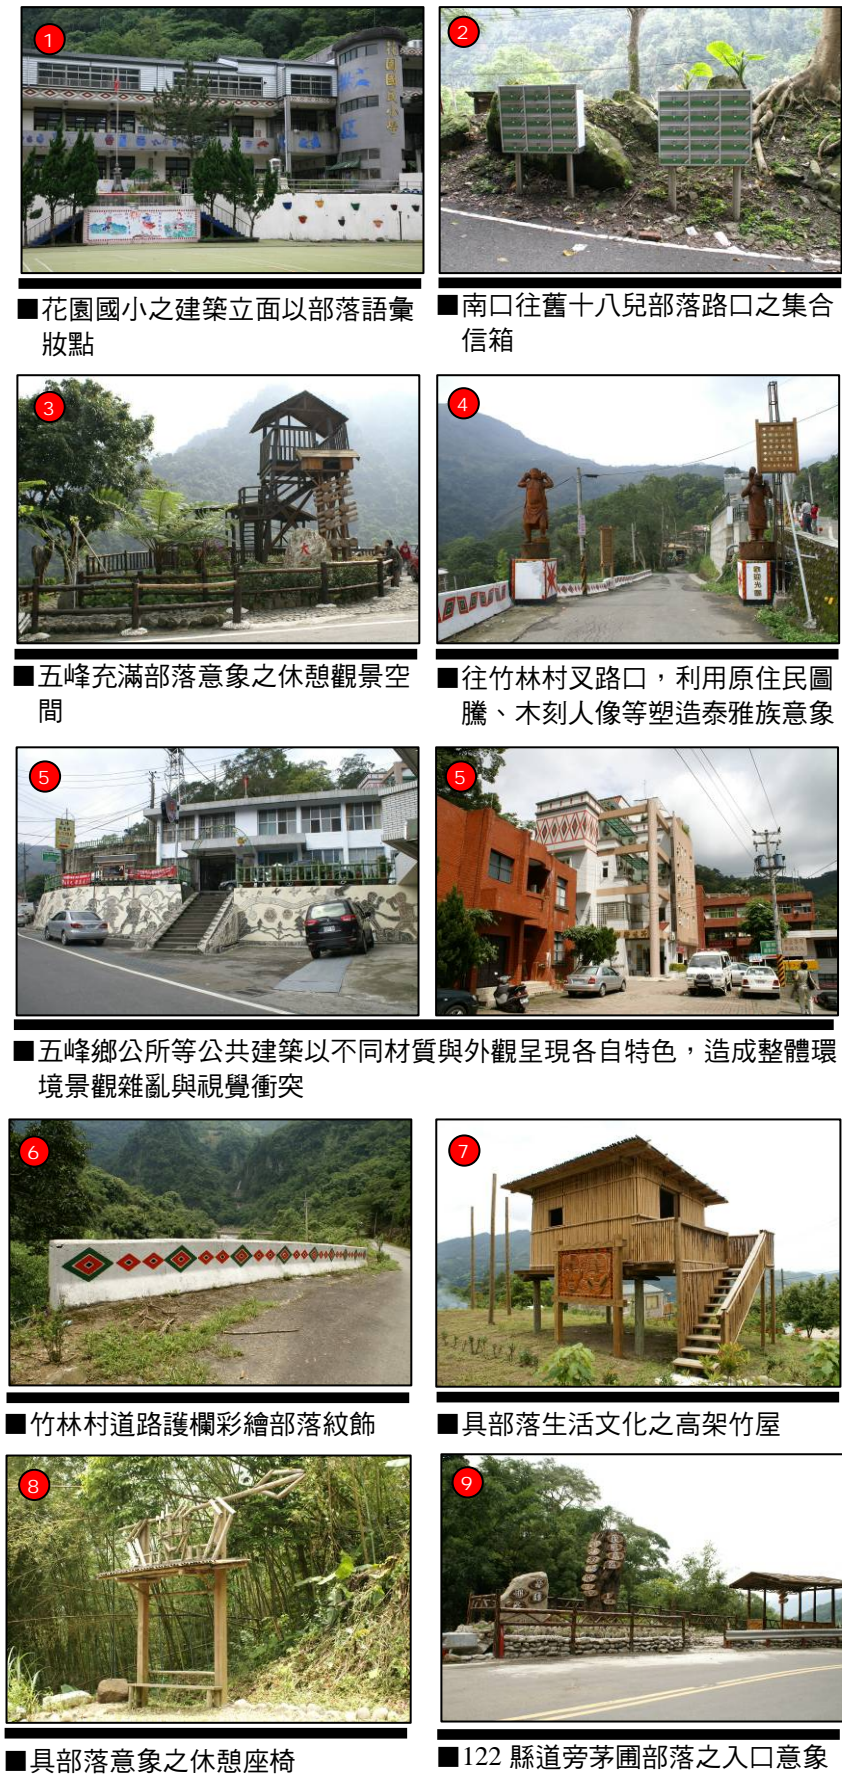 1
2
花園國民小學
■花園國小之建築立面以部落語彙
妝點
■南口往舊十八兒部落路口之集合
信箱
3
4
■五峰充滿部落意象之休憩觀景空
間
■往竹林村叉路口，利用原住民圖
騰、木刻人像等塑造泰雅族意象
5
5
■五峰鄉公所等公共建築以不同材質與外觀呈現各自特色，造成整體環
境景觀雜亂與視覺衝突
6
7
■竹林村道路護欄彩繪部落紋飾
■具部落生活文化之高架竹屋
8
9
■具部落意象之休憩座椅
■122 縣道旁茅圃部落之入口意象